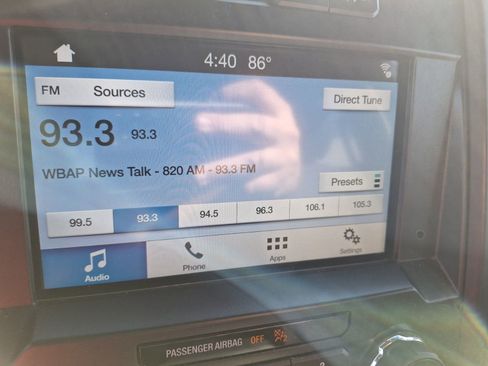 4:40 86°
FM Sources
Direct Tune
93.3 93.3
WBAP News Talk - 820 AM - 93.3 FM
Presets
99.5 93.3 94.5 96.3 106.1 105.3
Audio Phone Apps Settings
PASSENGER AIRBAG OFF